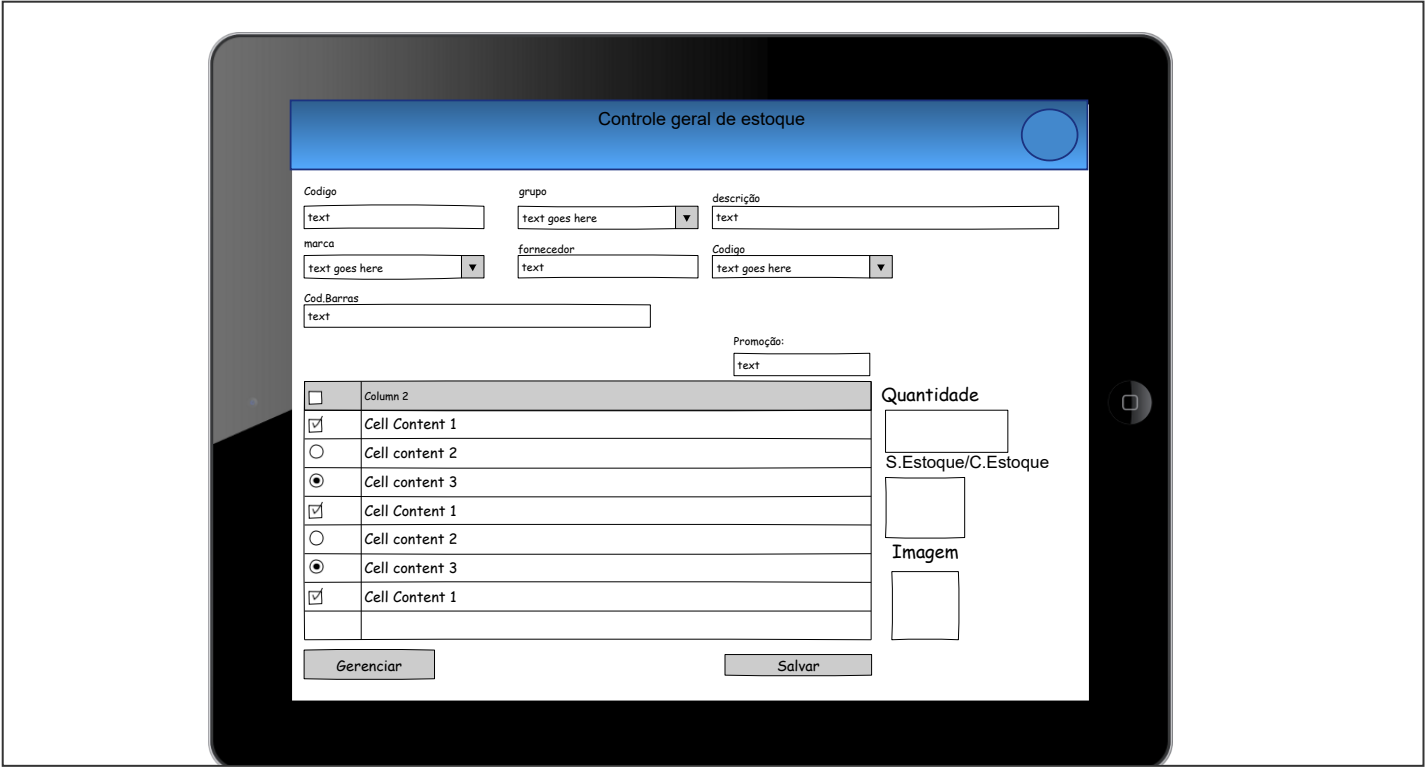 Controle geral de estoque
Codigo
grupo
descrição
text
text goes here
text
marca
fornecedor
Codigo
text goes here
text
text goes here
Cod.Barras
text
Promoção:
text
Column 2
Quantidade
Cell Content 1
Cell content 2
S.Estoque/C.Estoque
Cell content 3
Cell Content 1
Cell content 2
Imagem
Cell content 3
Cell Content 1
Gerenciar
Salvar